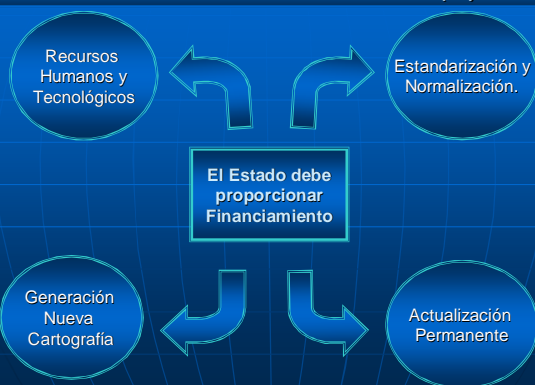 Recursos
Humanos y
Tecnológicos
Estandarización y
Normalización.
El Estado debe
proporcionar
Financiamiento
Generación
Nueva
Cartografía
Actualización
Permanente